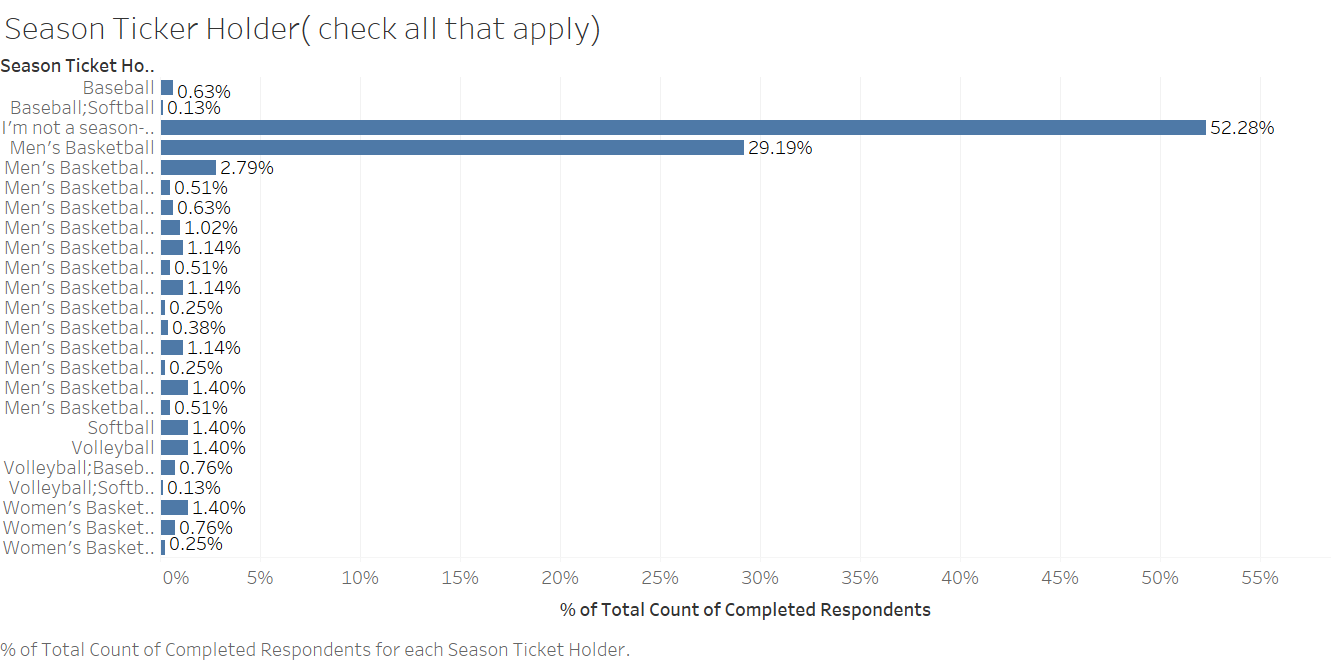 Season Ticker Holder( check all that apply)
Season Ticket Ho..
Baseball 0.63%
Baseball;Softball 0.13%
I’m not a season-.. 52.28%
Men’s Basketball 29.19%
Men’s Basketbal.. 2.79%
Men’s Basketbal.. 0.51%
Men’s Basketbal.. 0.63%
Men’s Basketbal.. 1.02%
Men’s Basketbal.. 1.14%
Men’s Basketbal.. 0.51%
Men’s Basketbal.. 1.14%
Men’s Basketbal.. 0.25%
Men’s Basketbal.. 0.38%
Men’s Basketbal.. 1.14%
Men’s Basketbal.. 0.25%
Men’s Basketbal.. 1.40%
Men’s Basketbal.. 0.51%
Softball 1.40%
Volleyball 1.40%
Volleyball;Baseb.. 0.76%
Volleyball;Softb.. 0.13%
Women’s Basket.. 1.40%
Women’s Basket.. 0.76%
Women’s Basket.. 0.25%
0% 5% 10% 15% 20% 25% 30% 35% 40% 45% 50% 55%
% of Total Count of Completed Respondents
% of Total Count of Completed Respondents for each Season Ticket Holder.